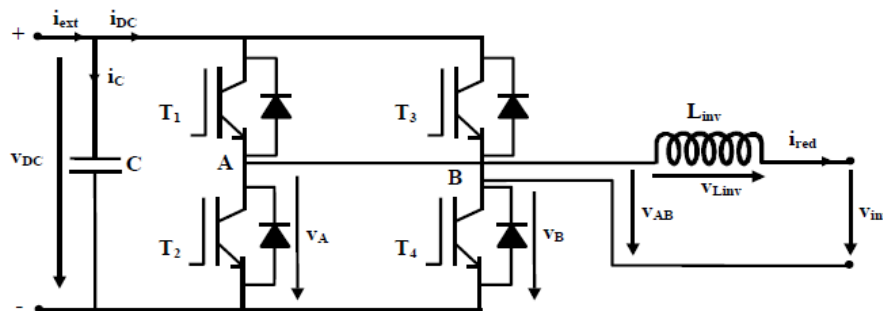 + i_ext i_DC
i_C
T_1 T_3
v_DC C
A B
L_inv
i_red
v_Linv
T_2 v_A T_4 v_B v_AB v_in
-